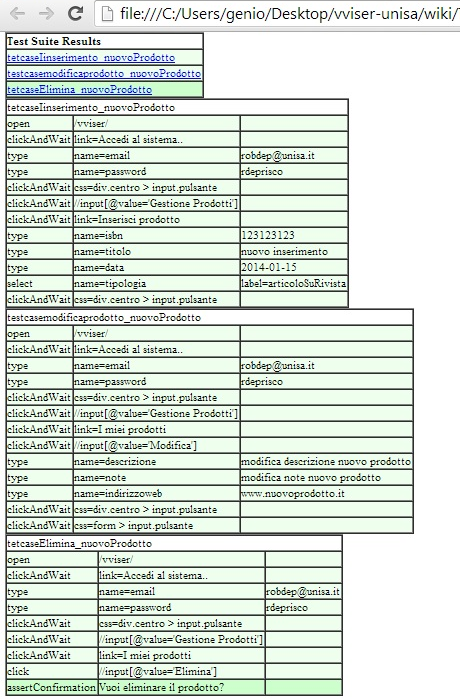 file:///C:/Users/genio/Desktop/vviser-unisa/wiki/
Test Suite Results
tetcaseIinserimento_nuovoProdotto
testcasemodificaprodotto_nuovoProdotto
tetcaseElimina_nuovoProdotto
tetcaseIinserimento_nuovoProdotto
open /vviser/
clickAndWait link=Accedi al sistema..
type name=email robdep@unisa.it
type name=password rdeprisco
clickAndWait css=div.centro > input.pulsante
clickAndWait //input[@value='Gestione Prodotti']
clickAndWait link=Inserisci prodotto
type name=isbn 123123123
type name=titolo nuovo inserimento
type name=data 2014-01-15
select name=tipologia label=articoloSuRivista
clickAndWait css=div.centro > input.pulsante
testcasemodificaprodotto_nuovoProdotto
open /vviser/
clickAndWait link=Accedi al sistema..
type name=email robdep@unisa.it
type name=password rdeprisco
clickAndWait css=div.centro > input.pulsante
clickAndWait //input[@value='Gestione Prodotti']
clickAndWait link=I miei prodotti
clickAndWait //input[@value='Modifica']
type name=descrizione modifica descrizione nuovo prodotto
type name=note modifica note nuovo prodotto
type name=indirizzoweb www.nuovoprodotto.it
clickAndWait css=div.centro > input.pulsante
clickAndWait css=form > input.pulsante
tetcaseElimina_nuovoProdotto
open /vviser/
clickAndWait link=Accedi al sistema..
type name=email robdep@unisa.it
type name=password rdeprisco
clickAndWait css=div.centro > input.pulsante
clickAndWait //input[@value='Gestione Prodotti']
clickAndWait link=I miei prodotti
click //input[@value='Elimina']
assertConfirmation Vuoi eliminare il prodotto?